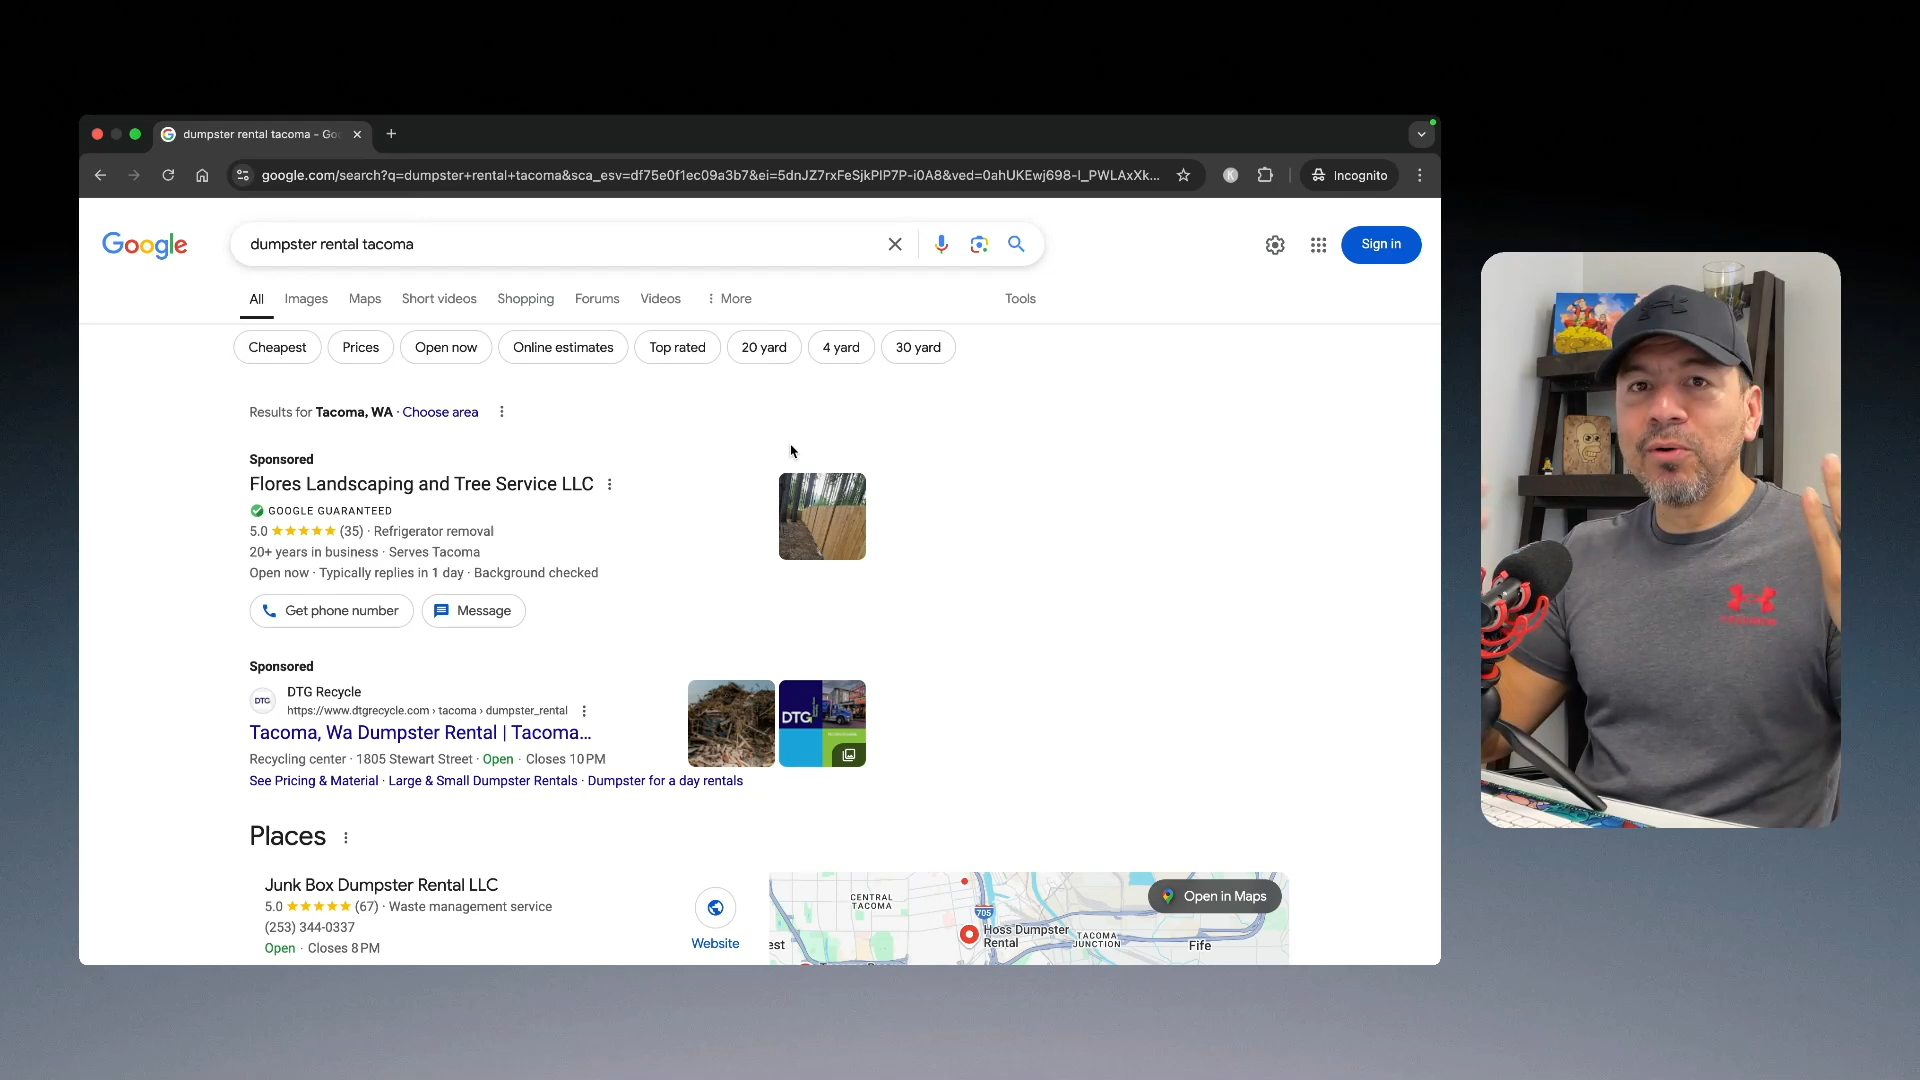 dumpster rental tacoma - Goo
google.com/search?q=dumpster+rental+tacoma&sca_esv=df75e0f1ec09a3b7&ei=5dnJZ7rxFeSjkPIP7P-i0A8&ved=0ahUKEwj698-I_PWLAxXk...
K
Incognito
Google
dumpster rental tacoma
Sign in
All
Images
Maps
Short videos
Shopping
Forums
Videos
More
Tools
Cheapest
Prices
Open now
Online estimates
Top rated
20 yard
4 yard
30 yard
Results for Tacoma, WA · Choose area
Sponsored
Flores Landscaping and Tree Service LLC
GOOGLE GUARANTEED
5.0 ★★★★★ (35) · Refrigerator removal
20+ years in business · Serves Tacoma
Open now · Typically replies in 1 day · Background checked
Get phone number
Message
Sponsored
DTG
DTG Recycle
https://www.dtgrecycle.com › tacoma › dumpster_rental
Tacoma, Wa Dumpster Rental | Tacoma...
Recycling center · 1805 Stewart Street · Open · Closes 10 PM
See Pricing & Material · Large & Small Dumpster Rentals · Dumpster for a day rentals
DTG
Places
Junk Box Dumpster Rental LLC
5.0 ★★★★★ (67) · Waste management service
(253) 344-0337
Open · Closes 8 PM
Website
CENTRAL
TACOMA
705
Hoss Dumpster
Rental
TACOMA
JUNCTION
Fife
est
Open in Maps